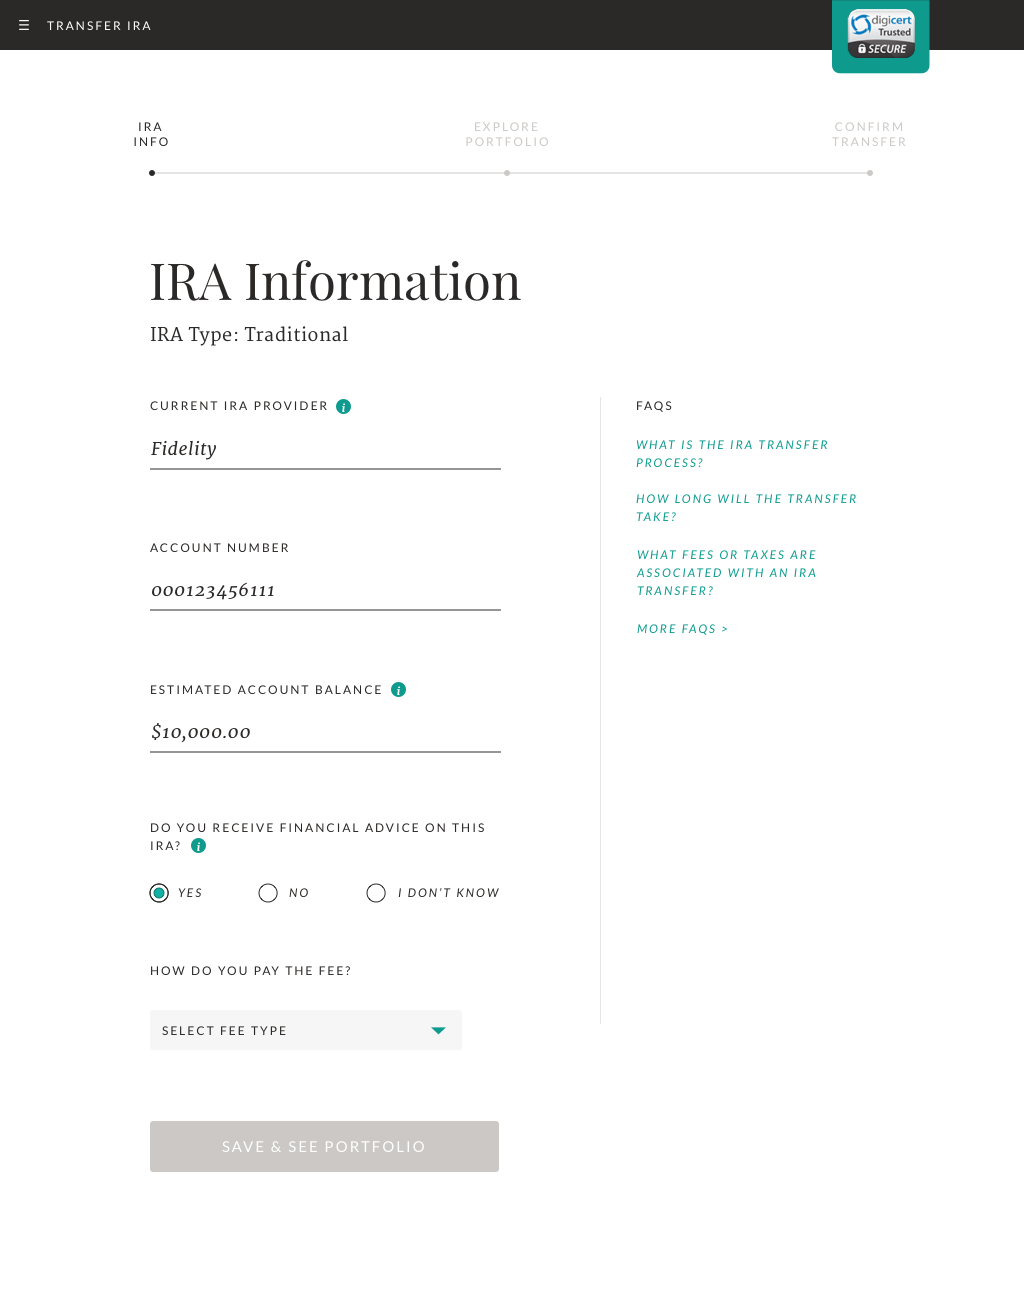 ☰ TRANSFER IRA
digicert
Trusted
SECURE
IRA
INFO
EXPLORE
PORTFOLIO
CONFIRM
TRANSFER
IRA Information
IRA Type: Traditional
CURRENT IRA PROVIDER i
Fidelity
ACCOUNT NUMBER
000123456111
ESTIMATED ACCOUNT BALANCE i
$10,000.00
DO YOU RECEIVE FINANCIAL ADVICE ON THIS
IRA? i
YES
NO
I DON'T KNOW
HOW DO YOU PAY THE FEE?
SELECT FEE TYPE
SAVE & SEE PORTFOLIO
FAQS
WHAT IS THE IRA TRANSFER
PROCESS?
HOW LONG WILL THE TRANSFER
TAKE?
WHAT FEES OR TAXES ARE
ASSOCIATED WITH AN IRA
TRANSFER?
MORE FAQS >